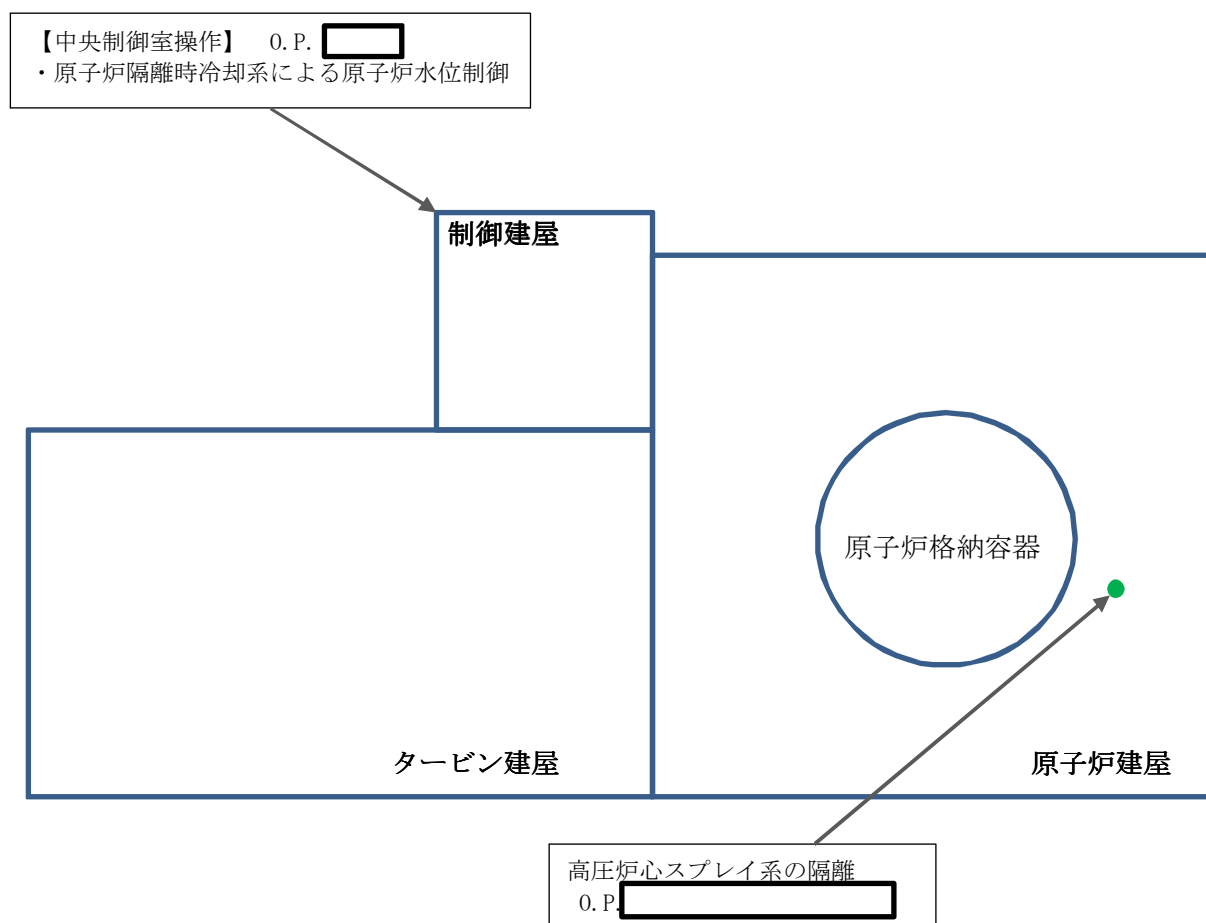 【中央制御室操作】 O.P.
・原子炉隔離時冷却系による原子炉水位制御
制御建屋
原子炉格納容器
タービン建屋
原子炉建屋
高圧炉心スプレイ系の隔離
O.P.